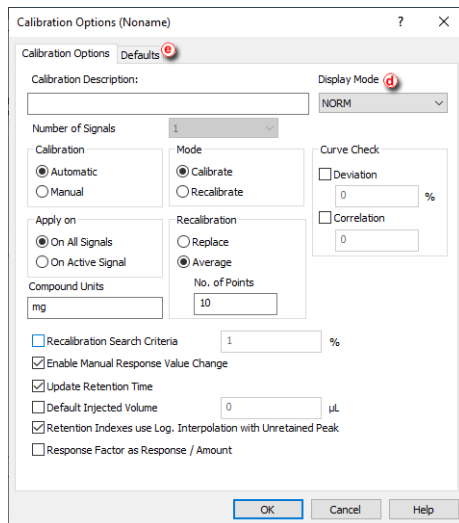 Calibration Options (Noname) ? ✕
Calibration Options Defaults e
Calibration Description: Display Mode d
NORM
Number of Signals 1
Calibration Mode Curve Check
Automatic Calibrate Deviation
Manual Recalibrate 0 %
Correlation
Apply on Recalibration 0
On All Signals Replace
On Active Signal Average
Compound Units No. of Points
mg 10
Recalibration Search Criteria 1 %
Enable Manual Response Value Change
Update Retention Time
Default Injected Volume 0 µL
Retention Indexes use Log. Interpolation with Unretained Peak
Response Factor as Response / Amount
OK Cancel Help